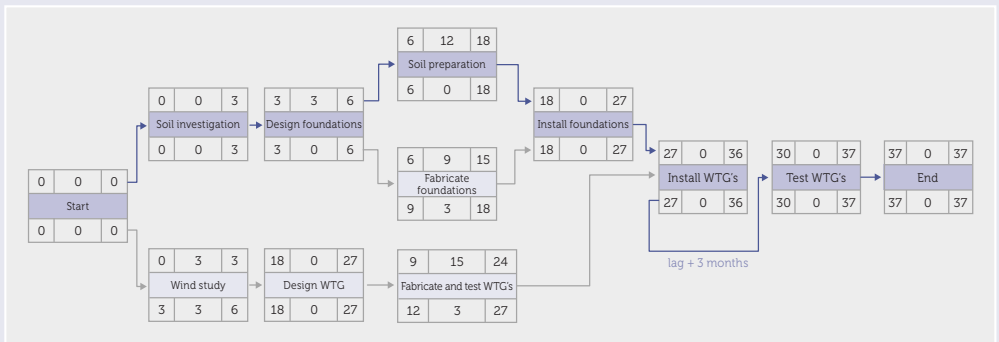 6 12 18
Soil preparation
6 0 18
0 0 3
Soil investigation
0 0 3
3 3 6
Design foundations
3 0 6
18 0 27
Install foundations
18 0 27
6 9 15
Fabricate
foundations
9 3 18
27 0 36
Install WTG's
27 0 36
30 0 37
Test WTG's
30 0 37
37 0 37
End
37 0 37
0 0 0
Start
0 0 0
lag + 3 months
0 3 3
Wind study
3 3 6
18 0 27
Design WTG
18 0 27
9 15 24
Fabricate and test WTG's
12 3 27